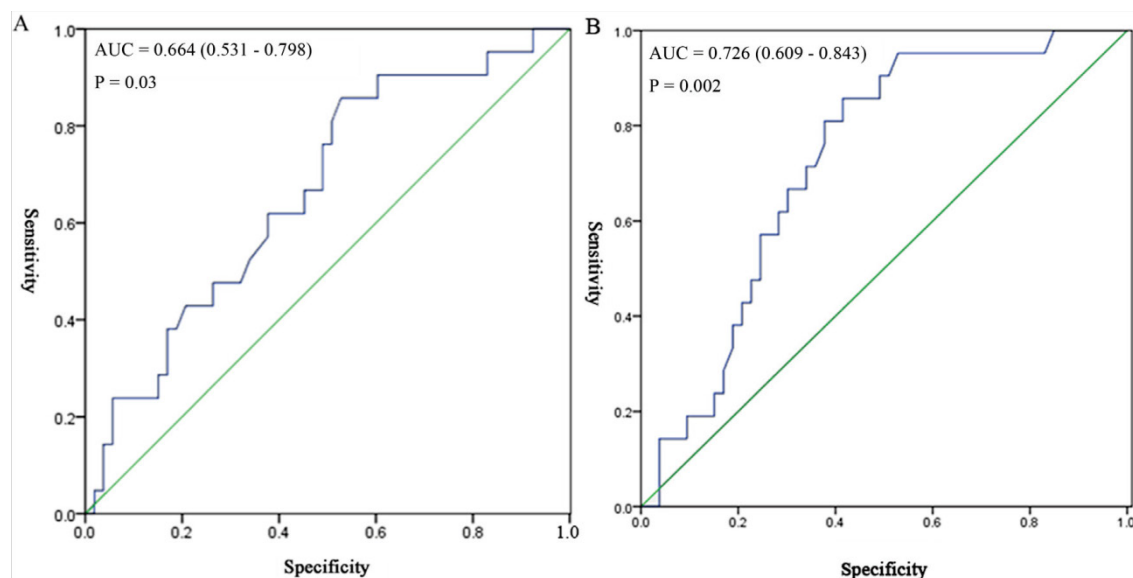 A
AUC = 0.664 (0.531 - 0.798)
P = 0.03
1.0
0.8
0.6
0.4
0.2
0.0
Sensitivity
0.0 0.2 0.4 0.6 0.8 1.0
Specificity
B
AUC = 0.726 (0.609 - 0.843)
P = 0.002
1.0
0.8
0.6
0.4
0.2
0.0
Sensitivity
0.0 0.2 0.4 0.6 0.8 1.0
Specificity